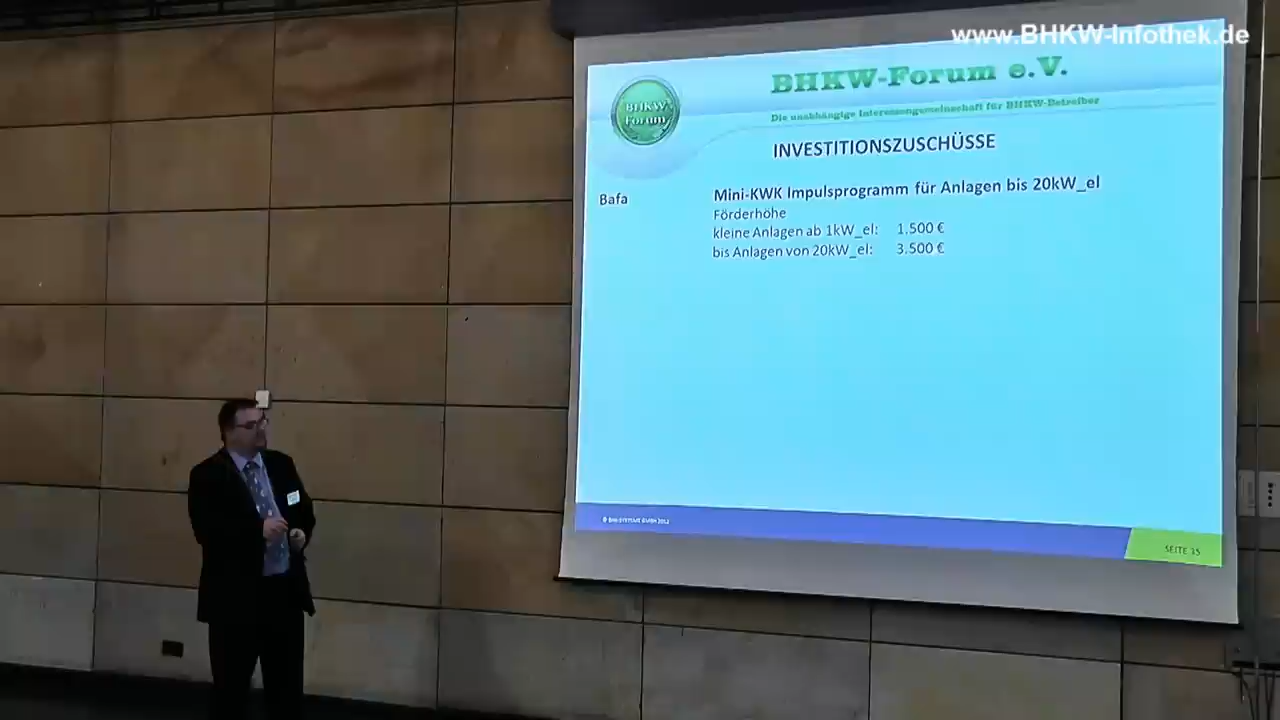 www.BHKW-Infothek.de
BHKW-Forum e.V.
Die unabhängige Interessengemeinschaft für BHKW-Betreiber
BHKW
Forum
INVESTITIONSZUSCHÜSSE
Bafa
Mini-KWK Impulsprogramm für Anlagen bis 20kW_el
Förderhöhe
kleine Anlagen ab 1kW_el: 1.500 €
bis Anlagen von 20kW_el: 3.500 €
SEITE 15